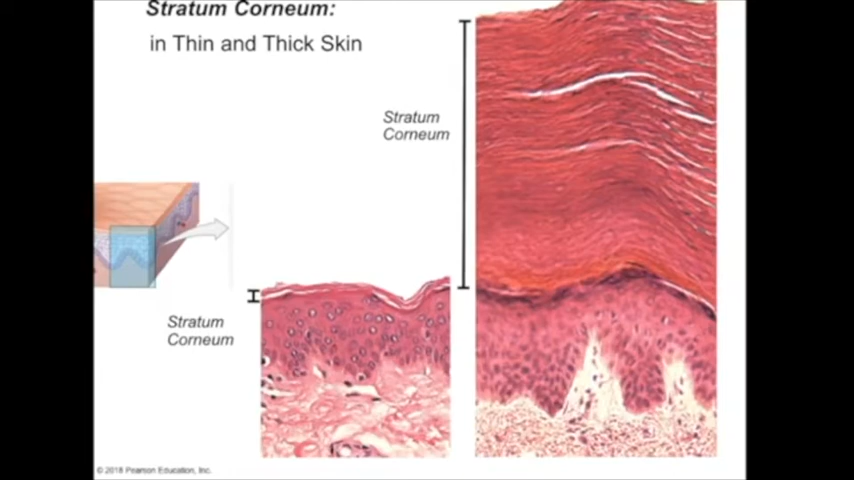 Stratum Corneum:
in Thin and Thick Skin
Stratum
Corneum
Stratum
Corneum
© 2018 Pearson Education, Inc.